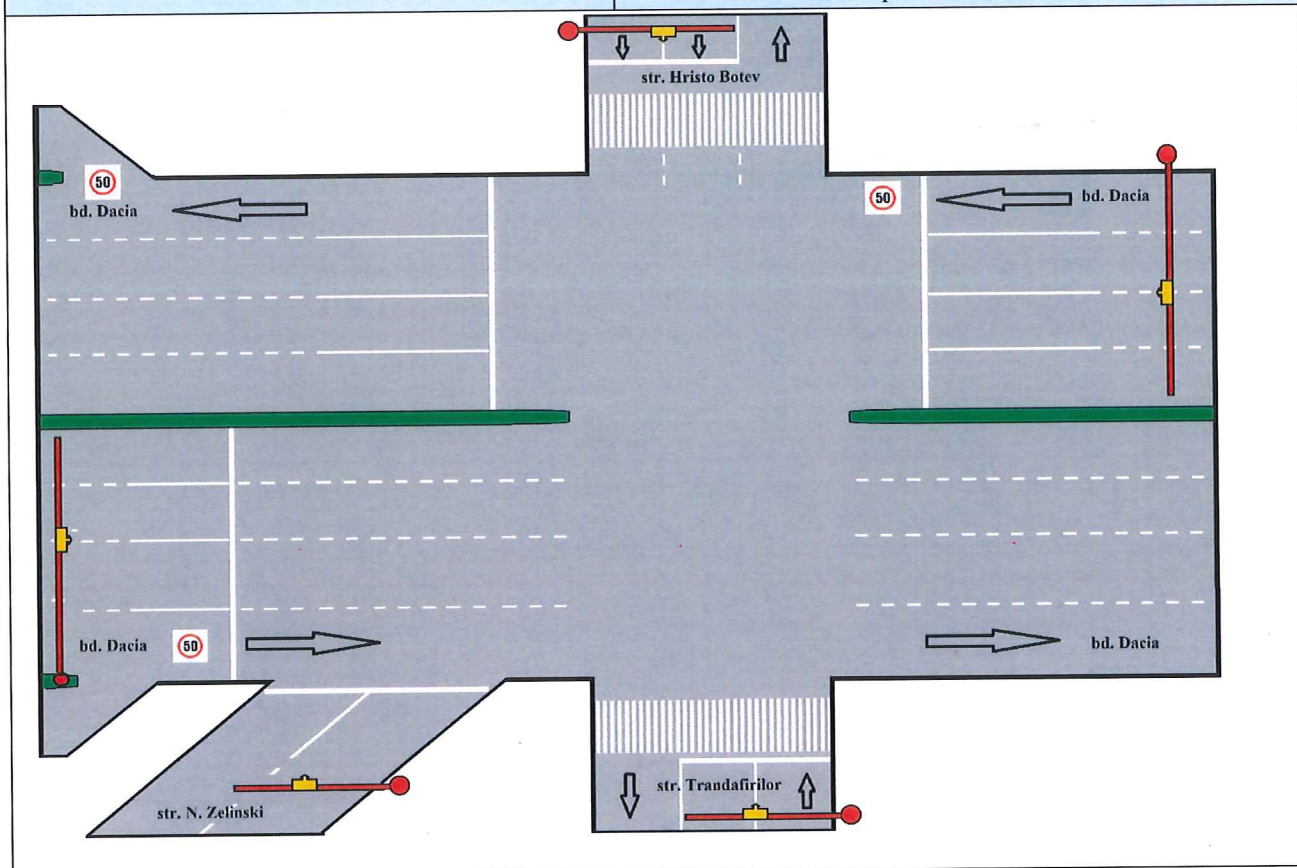 str. Hristo Botev
50
bd. Dacia
50
bd. Dacia
bd. Dacia
50
bd. Dacia
str. Trandafirilor
str. N. Zelinski